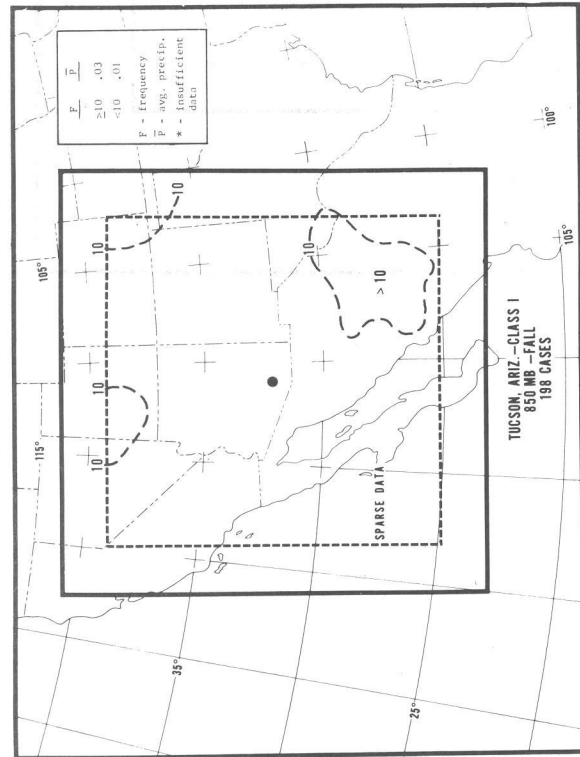 F P̅
≥10 .03
<10 .01
F - frequency
P̅ - avg. precip.
* - insufficient
data
115°
105°
10
10
10
10
10
>10
35°
25°
SPARSE DATA
105°
100°
TUCSON, ARIZ.-CLASS I
850 MB -FALL
198 CASES